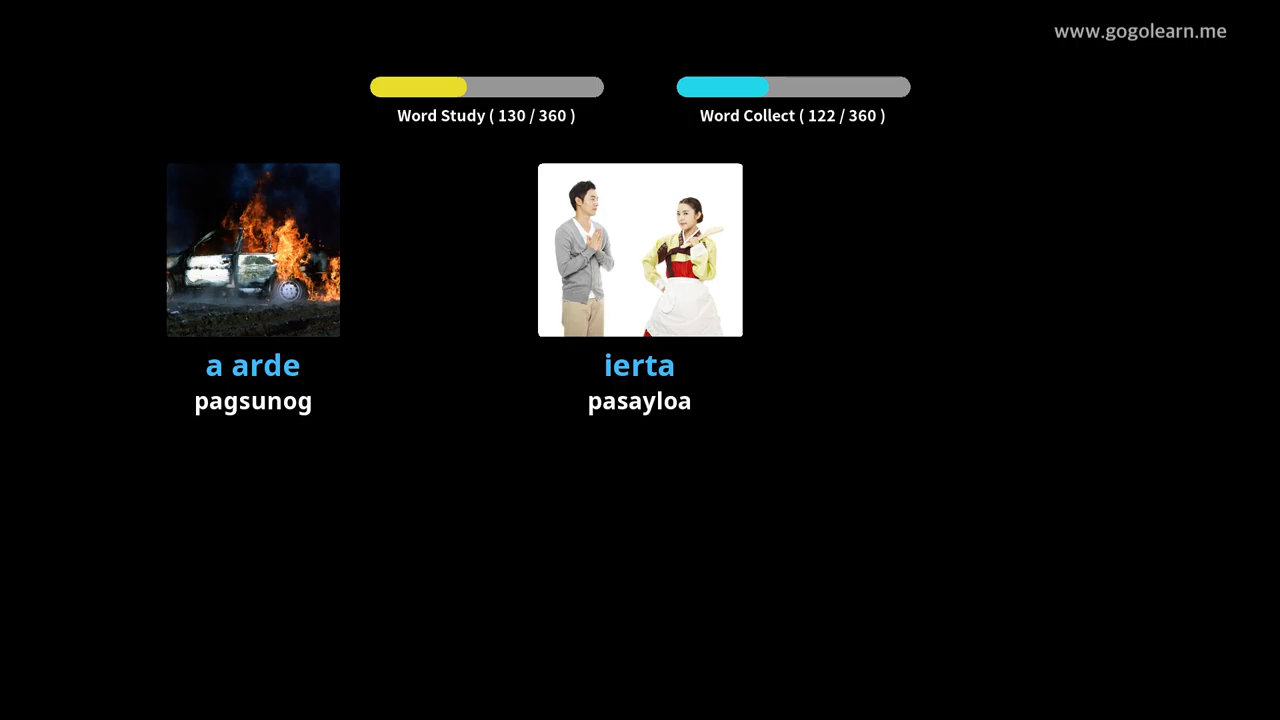 www.gogolearn.me
Word Study ( 130 / 360 )
Word Collect ( 122 / 360 )
a arde
pagsunog
ierta
pasayloa